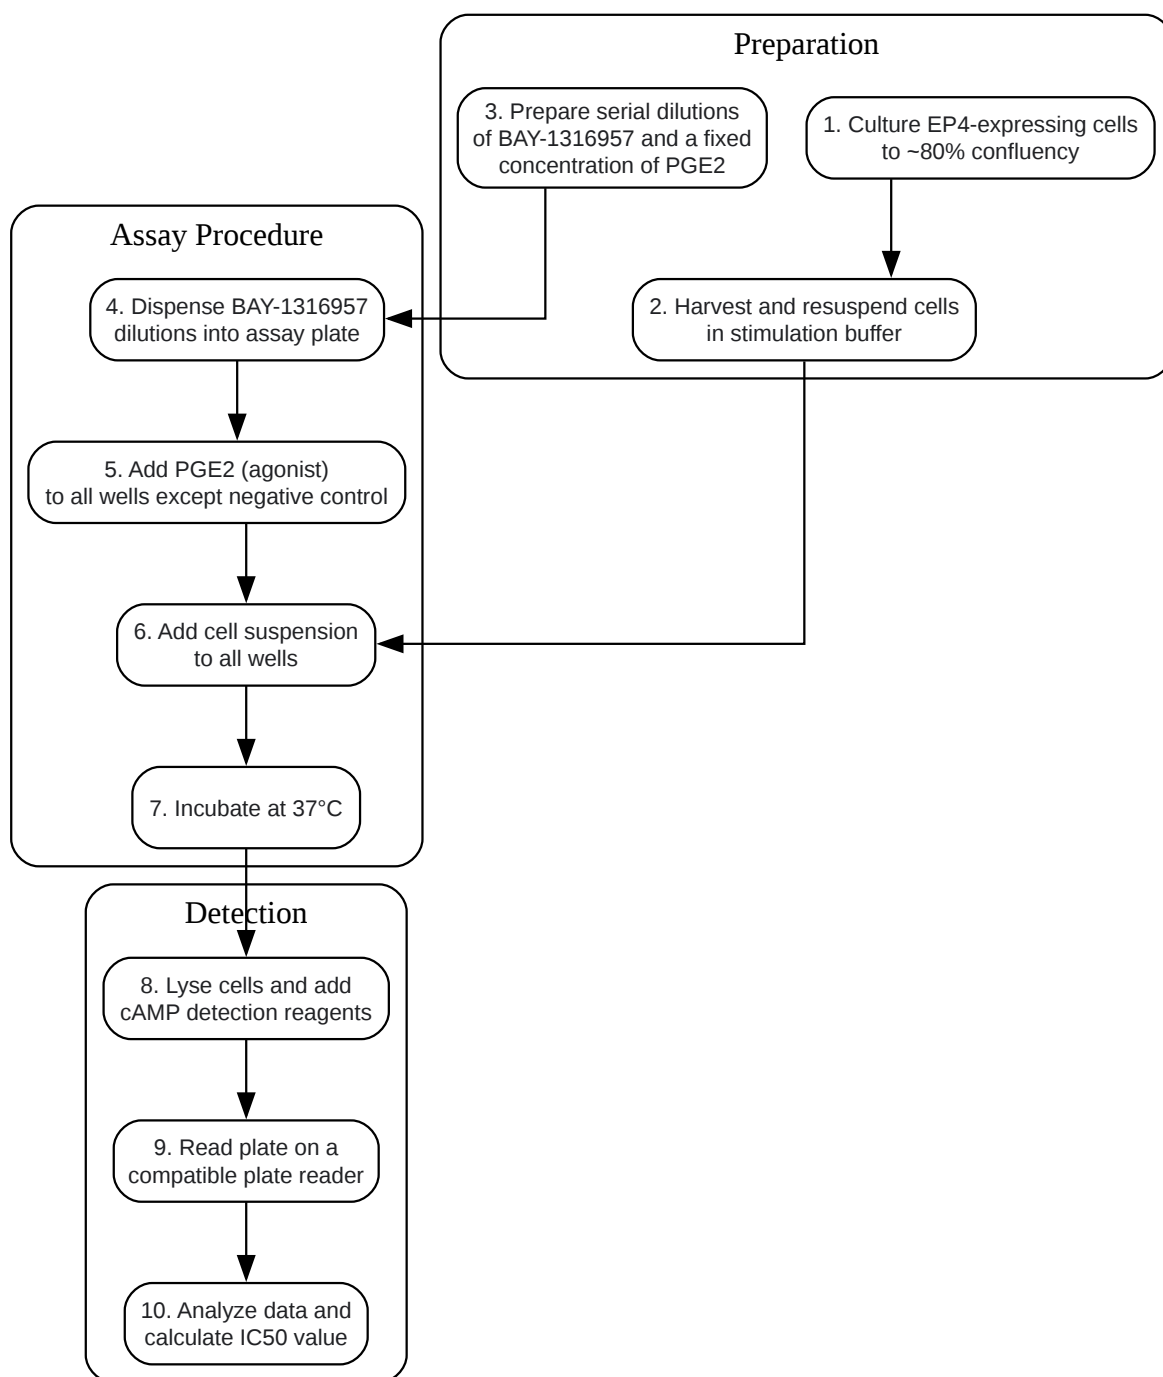 Preparation
3. Prepare serial dilutions
of BAY-1316957 and a fixed
concentration of PGE2
1. Culture EP4-expressing cells
to ~80% confluency
2. Harvest and resuspend cells
in stimulation buffer
Assay Procedure
4. Dispense BAY-1316957
dilutions into assay plate
5. Add PGE2 (agonist)
to all wells except negative control
6. Add cell suspension
to all wells
7. Incubate at 37°C
Detection
8. Lyse cells and add
cAMP detection reagents
9. Read plate on a
compatible plate reader
10. Analyze data and
calculate IC50 value